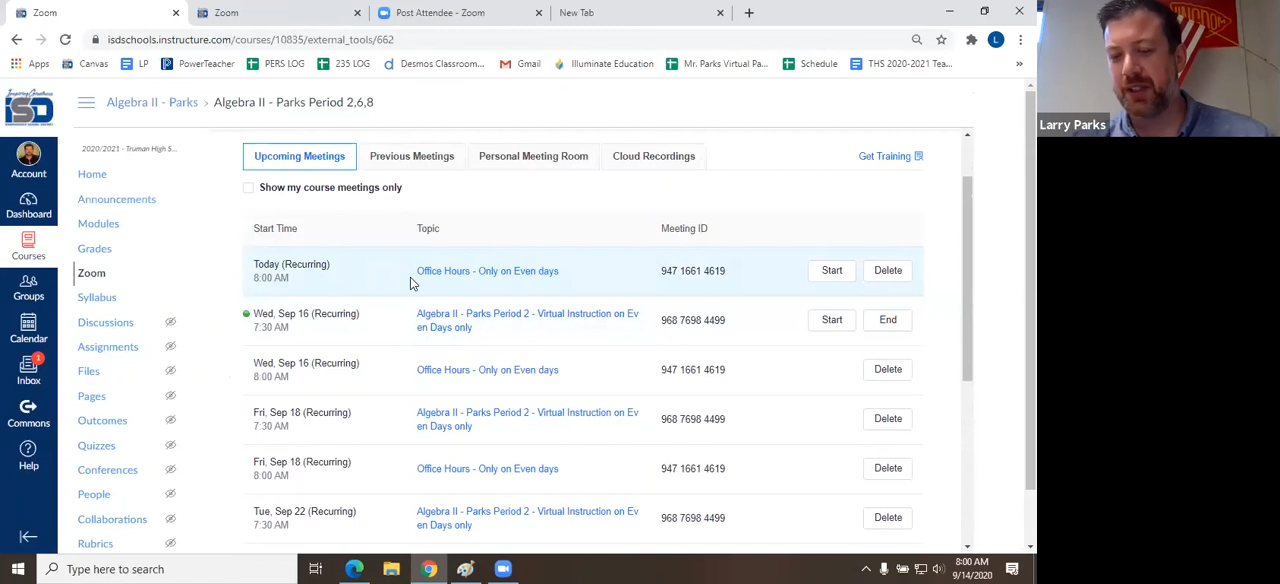 Zoom
Zoom
Post Attendee - Zoom
New Tab
isdschools.instructure.com/courses/10835/external_tools/662
Apps
Canvas
LP
PowerTeacher
PERS LOG
235 LOG
Desmos Classroom...
Gmail
Illuminate Education
Mr. Parks Virtual Pa...
Schedule
THS 2020-2021 Tea...
»
L
ISD
Algebra II - Parks › Algebra II - Parks Period 2,6,8
Account
Dashboard
Courses
Groups
Calendar
3
Inbox
Commons
Help
2020/2021 - Truman High S...
Home
Announcements
Modules
Grades
Zoom
Syllabus
Discussions
Assignments
Files
Pages
Outcomes
Quizzes
Conferences
People
Collaborations
Rubrics
Upcoming Meetings
Previous Meetings
Personal Meeting Room
Cloud Recordings
Get Training
Show my course meetings only
Start Time
Topic
Meeting ID
Today (Recurring)
8:00 AM
Office Hours - Only on Even days
947 1661 4619
Start
Delete
Wed, Sep 16 (Recurring)
7:30 AM
Algebra II - Parks Period 2 - Virtual Instruction on Ev
en Days only
968 7698 4499
Start
End
Wed, Sep 16 (Recurring)
8:00 AM
Office Hours - Only on Even days
947 1661 4619
Delete
Fri, Sep 18 (Recurring)
7:30 AM
Algebra II - Parks Period 2 - Virtual Instruction on Ev
en Days only
968 7698 4499
Delete
Fri, Sep 18 (Recurring)
8:00 AM
Office Hours - Only on Even days
947 1661 4619
Delete
Tue, Sep 22 (Recurring)
7:30 AM
Algebra II - Parks Period 2 - Virtual Instruction on Ev
en Days only
968 7698 4499
Delete
Larry Parks
Type here to search
8:00 AM
9/14/2020